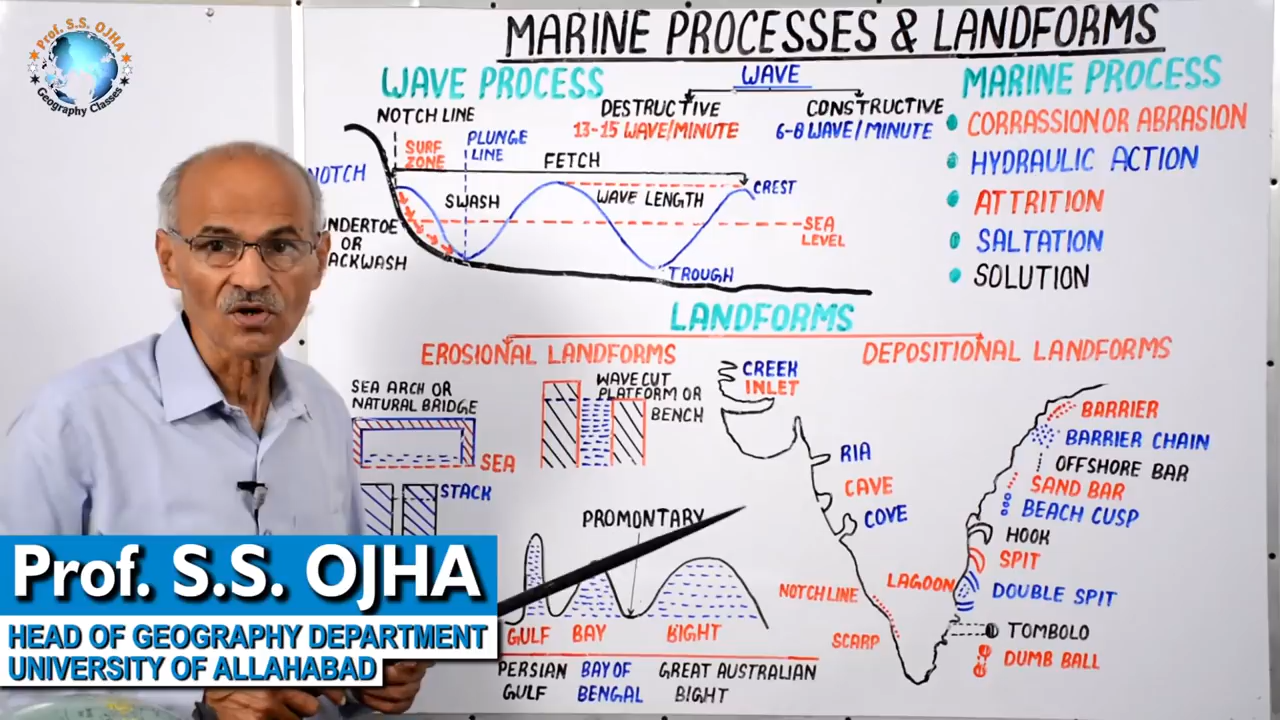 Prof. S.S. OJHA
Geography Classes
MARINE PROCESSES & LANDFORMS
WAVE PROCESS
WAVE
DESTRUCTIVE
13-15 WAVE/MINUTE
CONSTRUCTIVE
6-8 WAVE/MINUTE
NOTCH LINE
SURF
ZONE
PLUNGE
LINE
FETCH
NOTCH
SWASH
WAVE LENGTH
CREST
SEA
LEVEL
NDERTOE
OR
ACKWASH
TROUGH
MARINE PROCESS
CORRASSION OR ABRASION
HYDRAULIC ACTION
ATTRITION
SALTATION
SOLUTION
LANDFORMS
EROSIONAL LANDFORMS
SEA ARCH OR
NATURAL BRIDGE
SEA
WAVE CUT
PLATFORM OR
BENCH
STACK
PROMONTARY
GULF BAY BIGHT
PERSIAN
GULF
BAY OF
BENGAL
GREAT AUSTRALIAN
BIGHT
DEPOSITIONAL LANDFORMS
CREEK
INLET
RIA
CAVE
COVE
NOTCHLINE
SCARP
LAGOON
BARRIER
BARRIER CHAIN
OFFSHORE BAR
SAND BAR
BEACH CUSP
HOOK
SPIT
DOUBLE SPIT
TOMBOLO
DUMB BALL
Prof. S.S. OJHA
HEAD OF GEOGRAPHY DEPARTMENT
UNIVERSITY OF ALLAHABAD